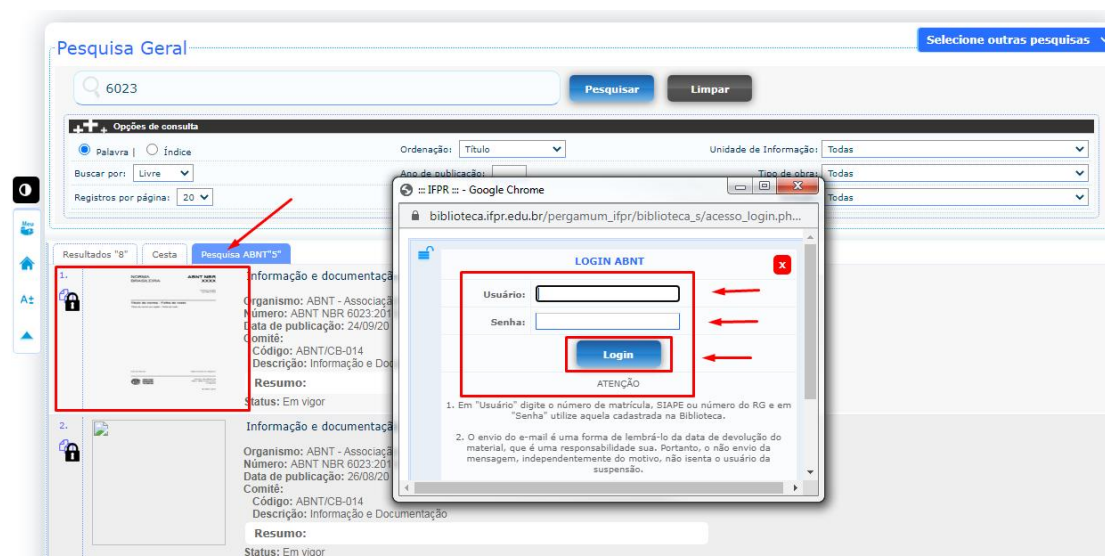 Selecione outras pesquisas
Pesquisa Geral
6023
Pesquisar
Limpar
Opções de consulta
Palavra | Índice
Ordenação: Título
Unidade de Informação: Todas
Buscar por: Livre
Ano de publicação:
Tipo de obra: Todas
Registros por página: 20
Todas
Resultados "8"
Cesta
Pesquisa ABNT"5"
Meu
A±
1.
NORMA BRASILEIRA
ABNT NBR XXXX
Informação e documentaçã
Organismo: ABNT - Associaçã
Número: ABNT NBR 6023:201
Data de publicação: 24/09/20
Comitê:
Código: ABNT/CB-014
Descrição: Informação e Doc
Resumo:
Status: Em vigor
2.
Informação e documentaçã
Organismo: ABNT - Associaçã
Número: ABNT NBR 6023:201
Data de publicação: 26/08/20
Comitê:
Código: ABNT/CB-014
Descrição: Informação e Documentação
Resumo:
Status: Em vigor
::: IFPR ::: - Google Chrome
biblioteca.ifpr.edu.br/pergamum_ifpr/biblioteca_s/acesso_login.ph...
LOGIN ABNT
x
Usuário:
Senha:
Login
ATENÇÃO
1. Em "Usuário" digite o número de matrícula, SIAPE ou número do RG e em
"Senha" utilize aquela cadastrada na Biblioteca.
2. O envio do e-mail é uma forma de lembrá-lo da data de devolução do
material, que é uma responsabilidade sua. Portanto, o não envio da
mensagem, independentemente do motivo, não isenta o usuário da
suspensão.